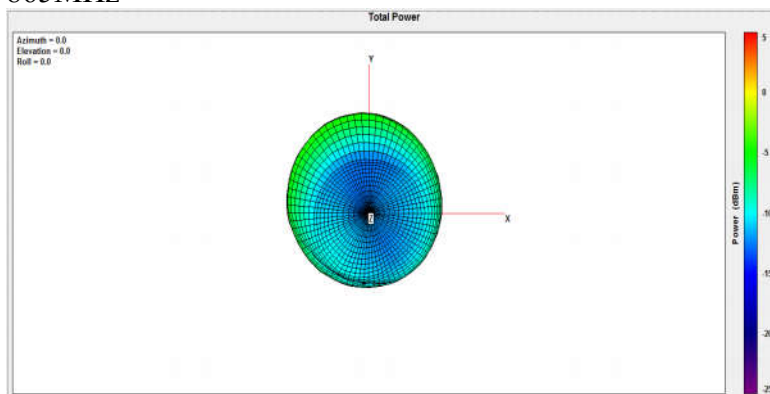 Total Power
Azimuth = 0.0
Elevation = 0.0
Roll = 0.0
Y
X
Z
5
0
-5
-10
-15
-20
-25
Power (dBm)